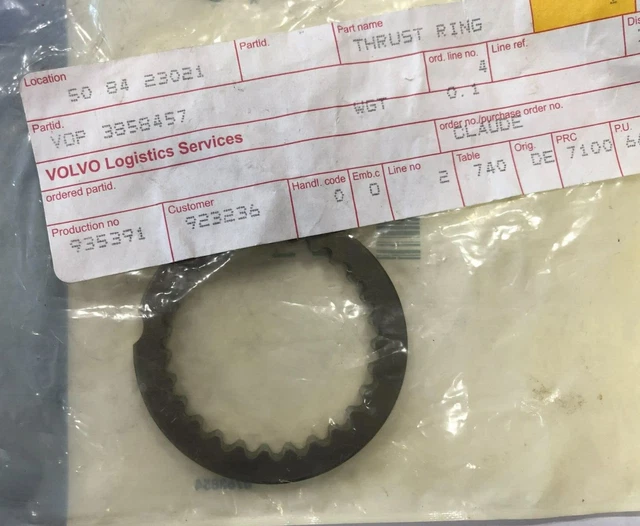 Location
50 84 23021
Partid.
Part name
THRUST RING
Partid.
VOP 3858457
WGT 0.1
ord. line no.
4
Line ref.
VOLVO Logistics Services
order no./purchase order no.
CLAUDE
ordered partid.
Production no
935391
Customer
923236
Handl. code
0
Emb.c
0
Line no
2
Table
740
Orig.
DE
PRC
7100
P.U.